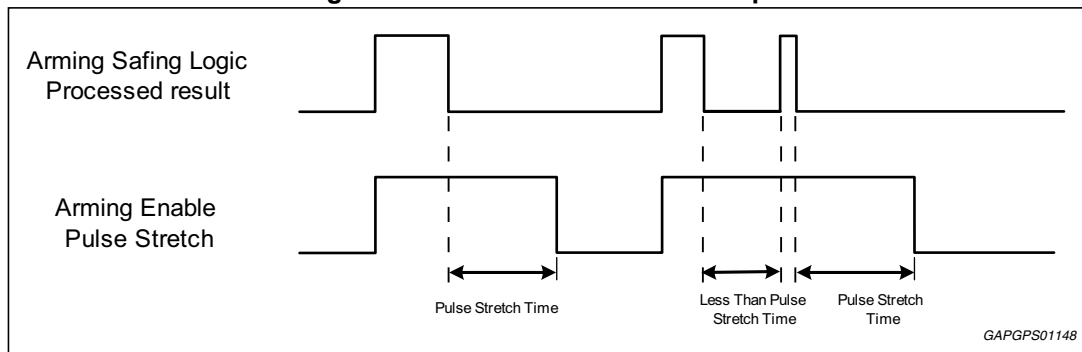 Arming Safing Logic
Processed result
Arming Enable
Pulse Stretch
Pulse Stretch Time
Less Than Pulse
Stretch Time
Pulse Stretch
Time
GAPGPS01148